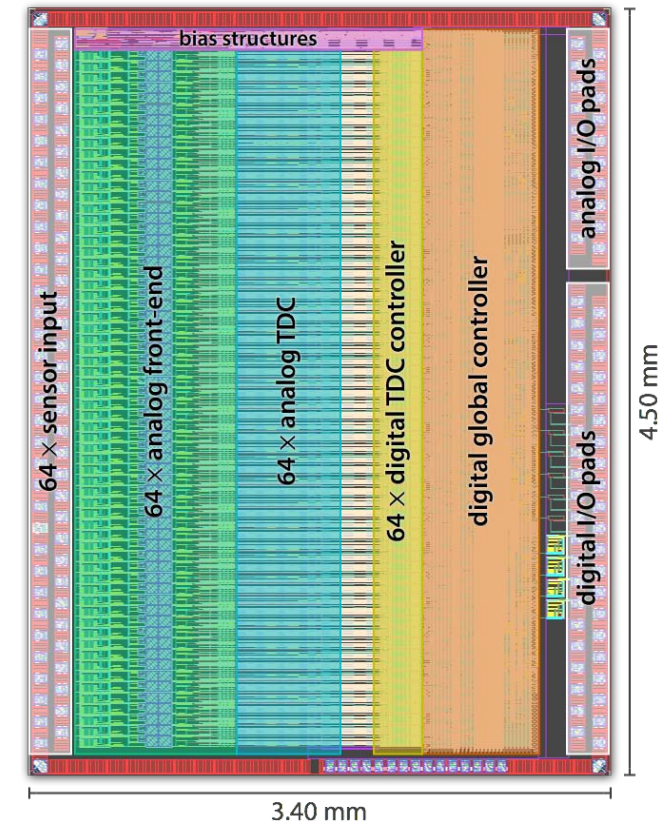 bias structures
64 × sensor input
64 × analog front-end
64 × analog TDC
64 × digital TDC controller
digital global controller
analog I/O pads
digital I/O pads
4.50 mm
3.40 mm